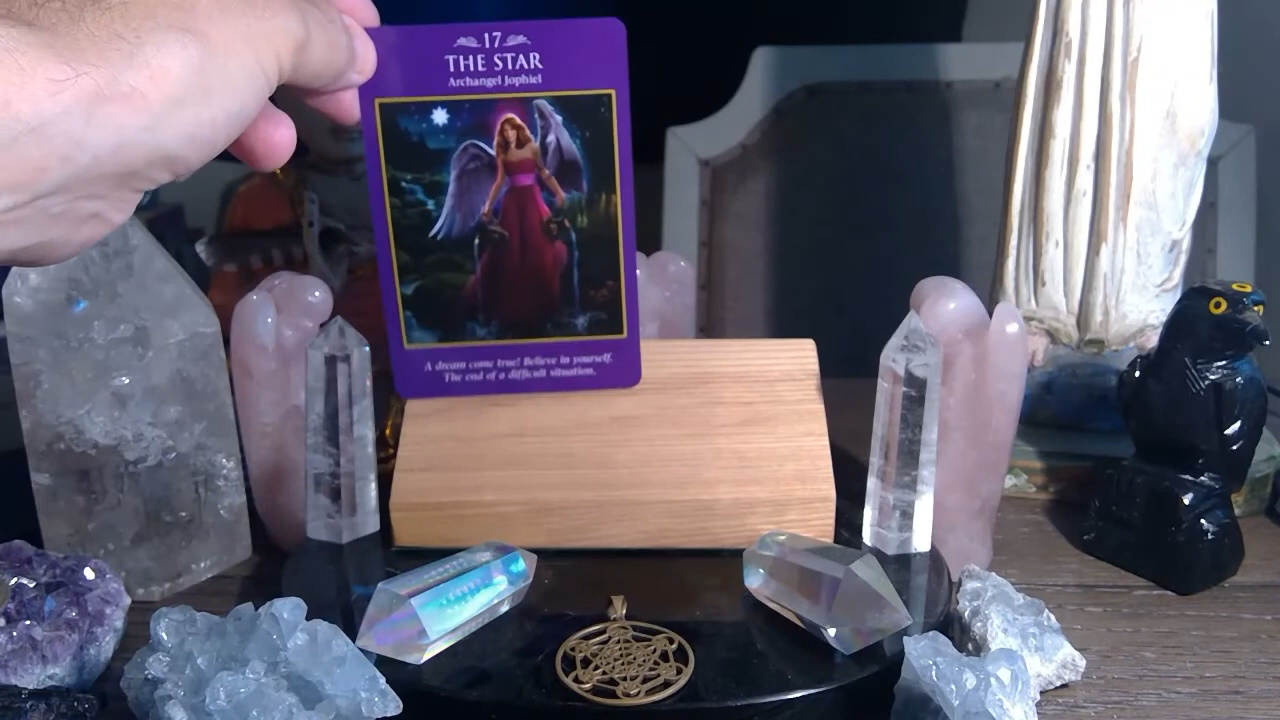 17
THE STAR
Archangel Jophiel
A dream come true! Believe in yourself.
The end of a difficult situation.